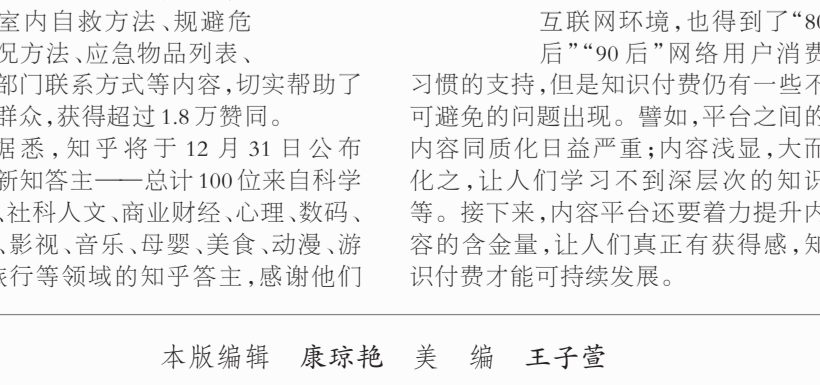 室内自救方法、规避危
况方法、应急物品列表、
部门联系方式等内容,切实帮助了
群众,获得超过1.8万赞同。
据悉,知乎将于12月31日公布
新知答主——总计100位来自科学
、社科人文、商业财经、心理、数码、
、影视、音乐、母婴、美食、动漫、游
旅行等领域的知乎答主,感谢他们
互联网环境,也得到了“80
后”“90后”网络用户消费
习惯的支持,但是知识付费仍有一些不
可避免的问题出现。譬如,平台之间的
内容同质化日益严重;内容浅显,大而
化之,让人们学习不到深层次的知识
等。接下来,内容平台还要着力提升内
容的含金量,让人们真正有获得感,知
识付费才能可持续发展。
本版编辑 康琼艳 美 编 王子萱